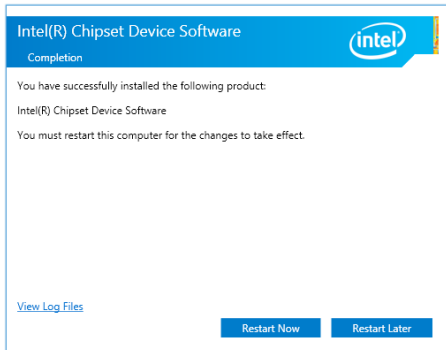 Intel(R) Chipset Device Software
Completion
intel
You have successfully installed the following product:
Intel(R) Chipset Device Software
You must restart this computer for the changes to take effect.
View Log Files
Restart Now
Restart Later